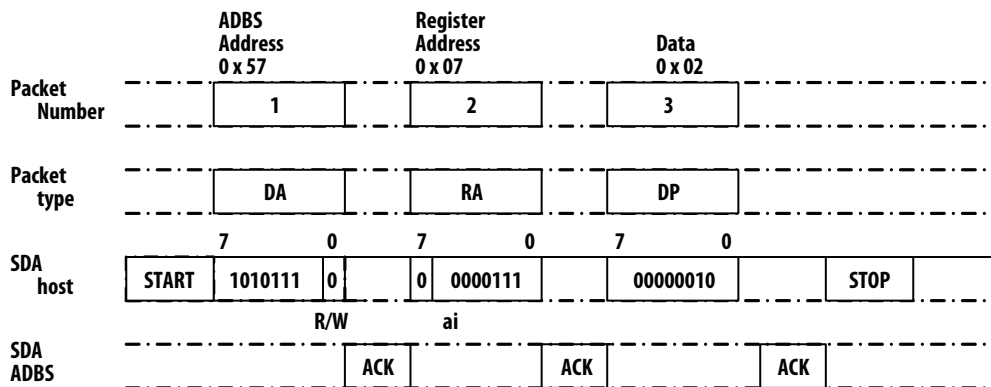 ADBS Address 0 x 57
Register Address 0 x 07
Data 0 x 02
Packet Number
1 2 3
Packet type
DA RA DP
7 0 7 0 7 0
SDA host
START 1010111 0 0 0000111 00000010 STOP
R/W ai
SDA ADBS
ACK ACK ACK